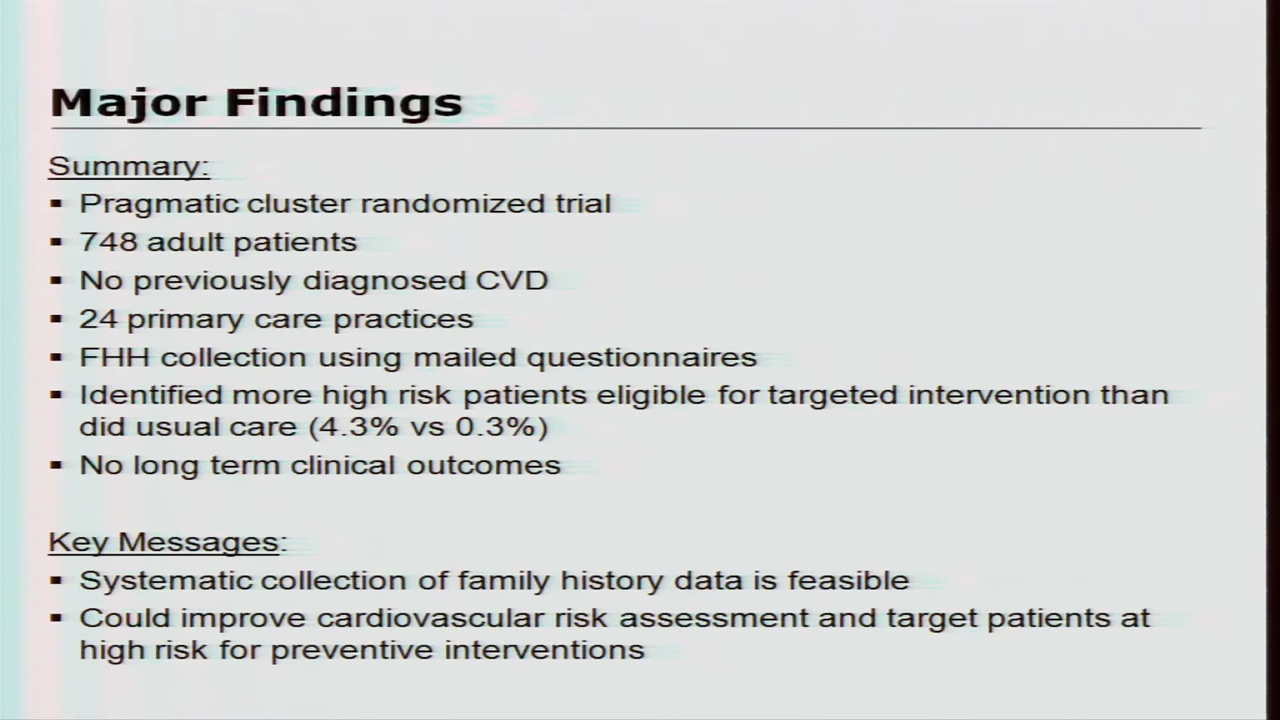 Major Findings
Summary:
▪ Pragmatic cluster randomized trial
▪ 748 adult patients
▪ No previously diagnosed CVD
▪ 24 primary care practices
▪ FHH collection using mailed questionnaires
▪ Identified more high risk patients eligible for targeted intervention than
did usual care (4.3% vs 0.3%)
▪ No long term clinical outcomes
Key Messages:
▪ Systematic collection of family history data is feasible
▪ Could improve cardiovascular risk assessment and target patients at
high risk for preventive interventions